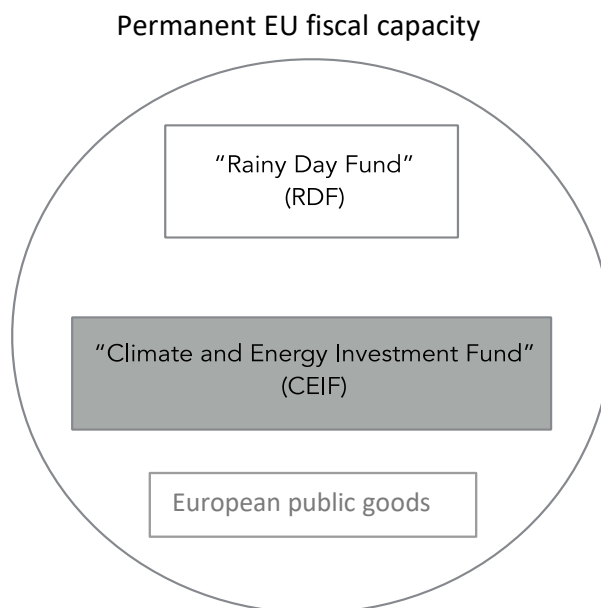 Permanent EU fiscal capacity
“Rainy Day Fund”
(RDF)
“Climate and Energy Investment Fund”
(CEIF)
European public goods